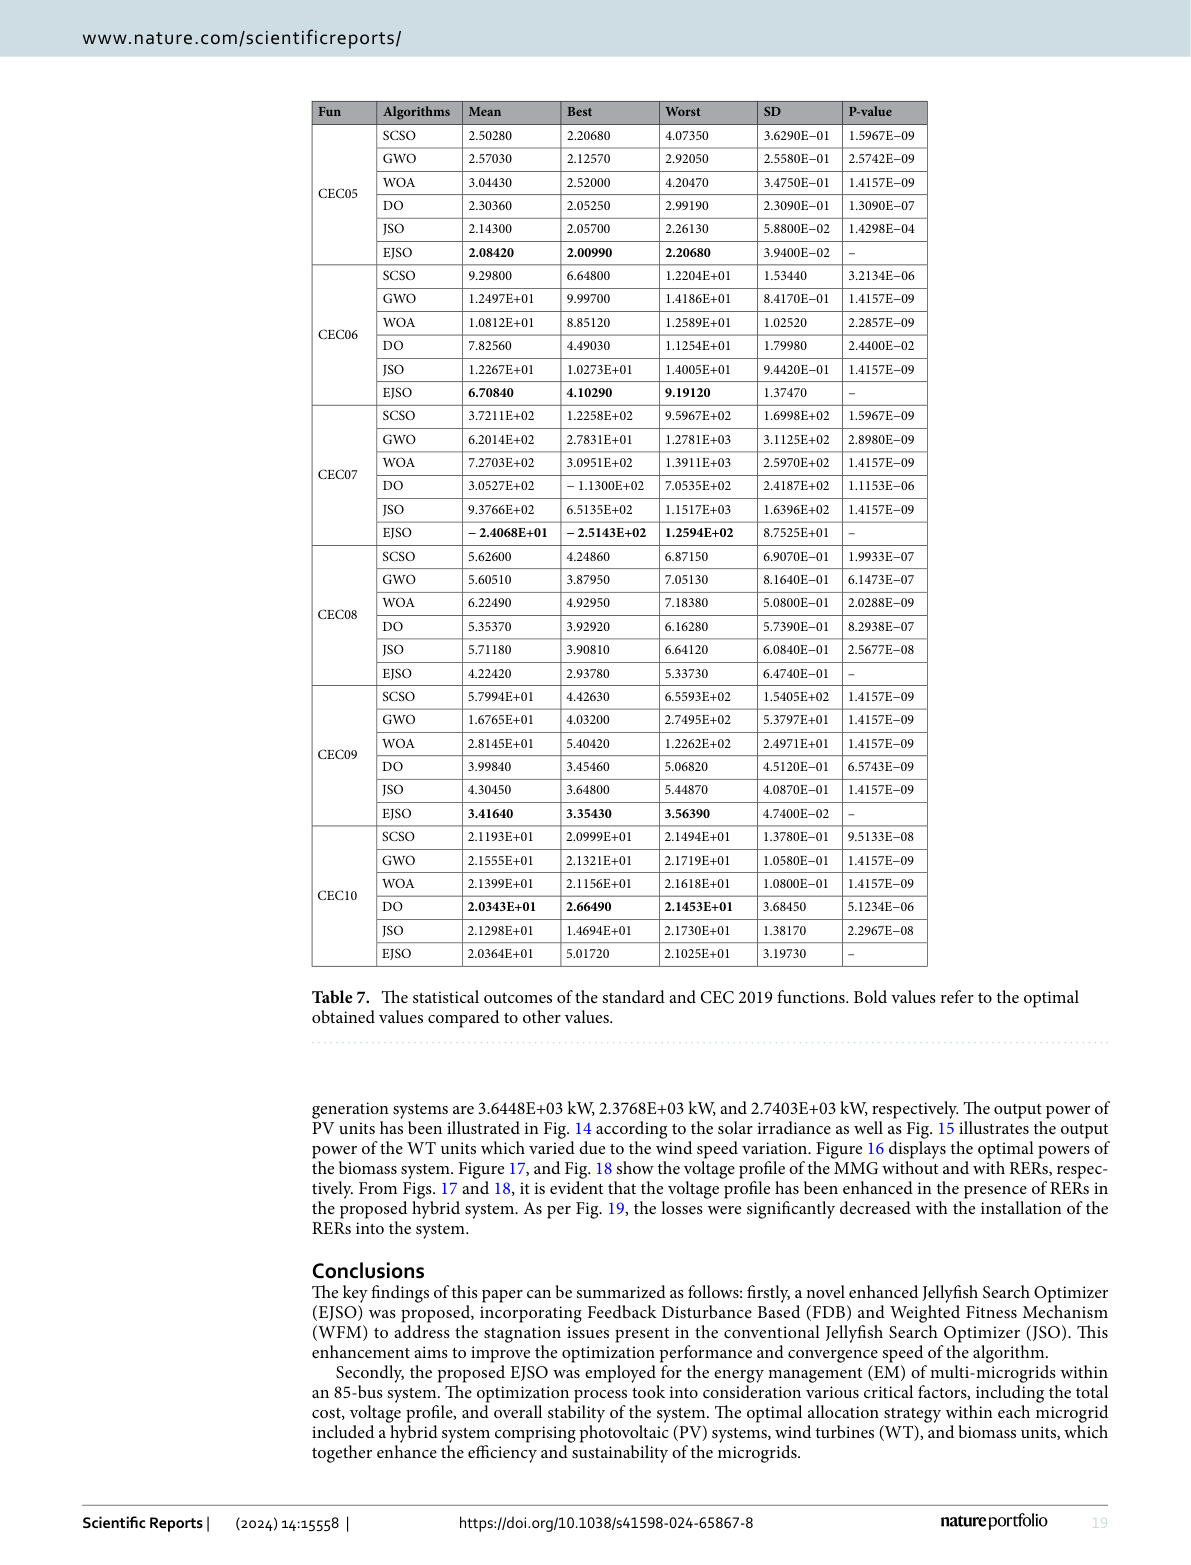 www.nature.com/scientificreports/
Fun Algorithms Mean Best Worst SD P-value
CEC05
SCSO 2.50280 2.20680 4.07350 3.6290E−01 1.5967E−09
GWO 2.57030 2.12570 2.92050 2.5580E−01 2.5742E−09
WOA 3.04430 2.52000 4.20470 3.4750E−01 1.4157E−09
DO 2.30360 2.05250 2.99190 2.3090E−01 1.3090E−07
JSO 2.14300 2.05700 2.26130 5.8800E−02 1.4298E−04
EJSO 2.08420 2.00990 2.20680 3.9400E−02 –
CEC06
SCSO 9.29800 6.64800 1.2204E+01 1.53440 3.2134E−06
GWO 1.2497E+01 9.99700 1.4186E+01 8.4170E−01 1.4157E−09
WOA 1.0812E+01 8.85120 1.2589E+01 1.02520 2.2857E−09
DO 7.82560 4.49030 1.1254E+01 1.79980 2.4400E−02
JSO 1.2267E+01 1.0273E+01 1.4005E+01 9.4420E−01 1.4157E−09
EJSO 6.70840 4.10290 9.19120 1.37470 –
CEC07
SCSO 3.7211E+02 1.2258E+02 9.5967E+02 1.6998E+02 1.5967E−09
GWO 6.2014E+02 2.7831E+01 1.2781E+03 3.1125E+02 2.8980E−09
WOA 7.2703E+02 3.0951E+02 1.3911E+03 2.5970E+02 1.4157E−09
DO 3.0527E+02 − 1.1300E+02 7.0535E+02 2.4187E+02 1.1153E−06
JSO 9.3766E+02 6.5135E+02 1.1517E+03 1.6396E+02 1.4157E−09
EJSO − 2.4068E+01 − 2.5143E+02 1.2594E+02 8.7525E+01 –
CEC08
SCSO 5.62600 4.24860 6.87150 6.9070E−01 1.9933E−07
GWO 5.60510 3.87950 7.05130 8.1640E−01 6.1473E−07
WOA 6.22490 4.92950 7.18380 5.0800E−01 2.0288E−09
DO 5.35370 3.92920 6.16280 5.7390E−01 8.2938E−07
JSO 5.71180 3.90810 6.64120 6.0840E−01 2.5677E−08
EJSO 4.22420 2.93780 5.33730 6.4740E−01 –
CEC09
SCSO 5.7994E+01 4.42630 6.5593E+02 1.5405E+02 1.4157E−09
GWO 1.6765E+01 4.03200 2.7495E+02 5.3797E+01 1.4157E−09
WOA 2.8145E+01 5.40420 1.2262E+02 2.4971E+01 1.4157E−09
DO 3.99840 3.45460 5.06820 4.5120E−01 6.5743E−09
JSO 4.30450 3.64800 5.44870 4.0870E−01 1.4157E−09
EJSO 3.41640 3.35430 3.56390 4.7400E−02 –
CEC10
SCSO 2.1193E+01 2.0999E+01 2.1494E+01 1.3780E−01 9.5133E−08
GWO 2.1555E+01 2.1321E+01 2.1719E+01 1.0580E−01 1.4157E−09
WOA 2.1399E+01 2.1156E+01 2.1618E+01 1.0800E−01 1.4157E−09
DO 2.0343E+01 2.66490 2.1453E+01 3.68450 5.1234E−06
JSO 2.1298E+01 1.4694E+01 2.1730E+01 1.38170 2.2967E−08
EJSO 2.0364E+01 5.01720 2.1025E+01 3.19730 –
Table 7. The statistical outcomes of the standard and CEC 2019 functions. Bold values refer to the optimal
obtained values compared to other values.
generation systems are 3.6448E+03 kW, 2.3768E+03 kW, and 2.7403E+03 kW, respectively. The output power of
PV units has been illustrated in Fig. 14 according to the solar irradiance as well as Fig. 15 illustrates the output
power of the WT units which varied due to the wind speed variation. Figure 16 displays the optimal powers of
the biomass system. Figure 17, and Fig. 18 show the voltage profile of the MMG without and with RERs, respec-
tively. From Figs. 17 and 18, it is evident that the voltage profile has been enhanced in the presence of RERs in
the proposed hybrid system. As per Fig. 19, the losses were significantly decreased with the installation of the
RERs into the system.
Conclusions
The key findings of this paper can be summarized as follows: firstly, a novel enhanced Jellyfish Search Optimizer
(EJSO) was proposed, incorporating Feedback Disturbance Based (FDB) and Weighted Fitness Mechanism
(WFM) to address the stagnation issues present in the conventional Jellyfish Search Optimizer (JSO). This
enhancement aims to improve the optimization performance and convergence speed of the algorithm.
Secondly, the proposed EJSO was employed for the energy management (EM) of multi-microgrids within
an 85-bus system. The optimization process took into consideration various critical factors, including the total
cost, voltage profile, and overall stability of the system. The optimal allocation strategy within each microgrid
included a hybrid system comprising photovoltaic (PV) systems, wind turbines (WT), and biomass units, which
together enhance the efficiency and sustainability of the microgrids.
Scientific Reports | (2024) 14:15558 | https://doi.org/10.1038/s41598-024-65867-8 natureportfolio 19